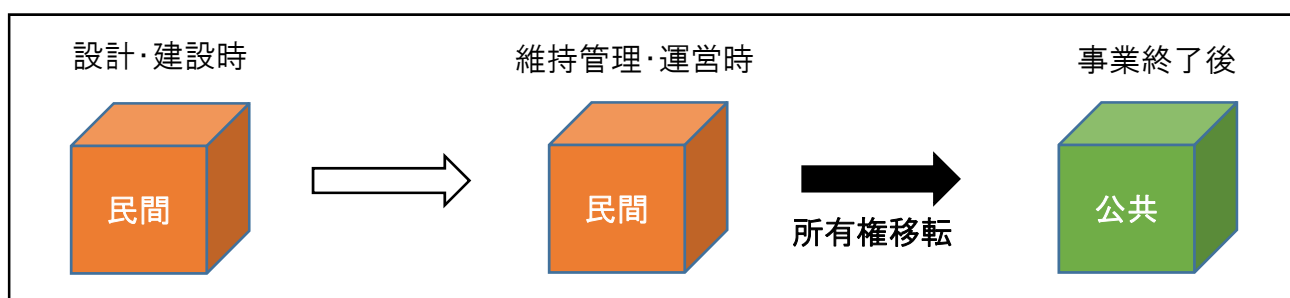 設計・建設時
維持管理・運営時
事業終了後
民間
民間
公共
所有権移転